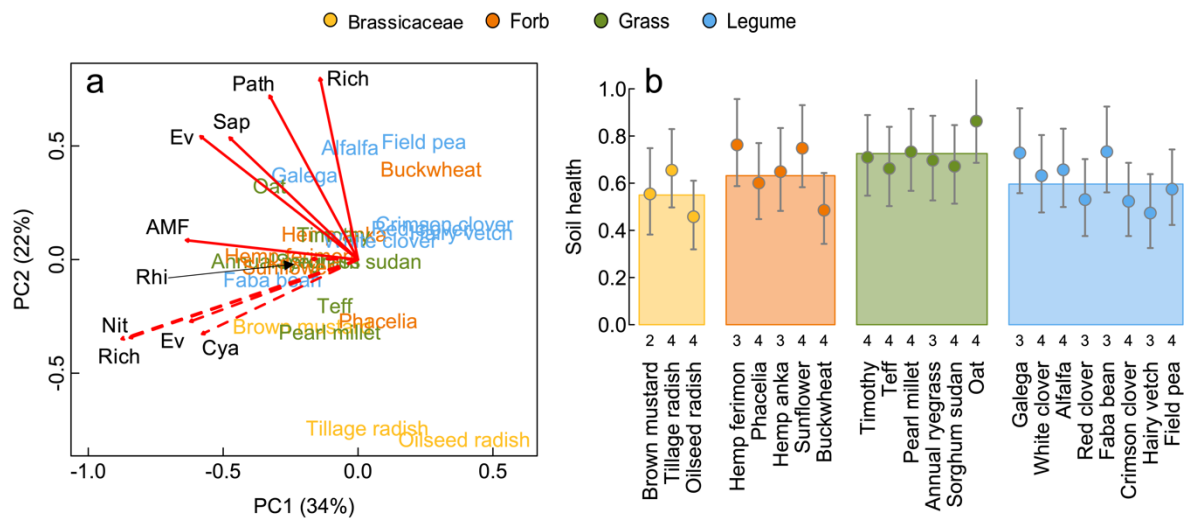 Brassicaceae Forb Grass Legume
a
Path
Rich
Sap
Ev
AMF
Rhi
Nit
Rich
Ev
Cya
Alfalfa
Field pea
Galega
Buckwheat
Oat
Crimson clover
Hairy vetch
clover
Timothy
sudan
Sunflower
Faba bean
Teff
Phacelia
Brown mustard
Pearl millet
Tillage radish
Oilseed radish
0.5
0.0
-0.5
PC2 (22%)
-1.0 -0.5 0.0 0.5
PC1 (34%)
b
Soil health
1.0
0.8
0.6
0.4
0.2
0.0
2 4 4 3 4 3 4 4 4 4 4 3 4 4 3 4 4 3 3 4 3 4
Brown mustard
Tillage radish
Oilseed radish
Hemp ferimon
Phacelia
Hemp anka
Sunflower
Buckwheat
Timothy
Teff
Pearl millet
Annual ryegrass
Sorghum sudan
Oat
Galega
White clover
Alfalfa
Red clover
Faba bean
Crimson clover
Hairy vetch
Field pea